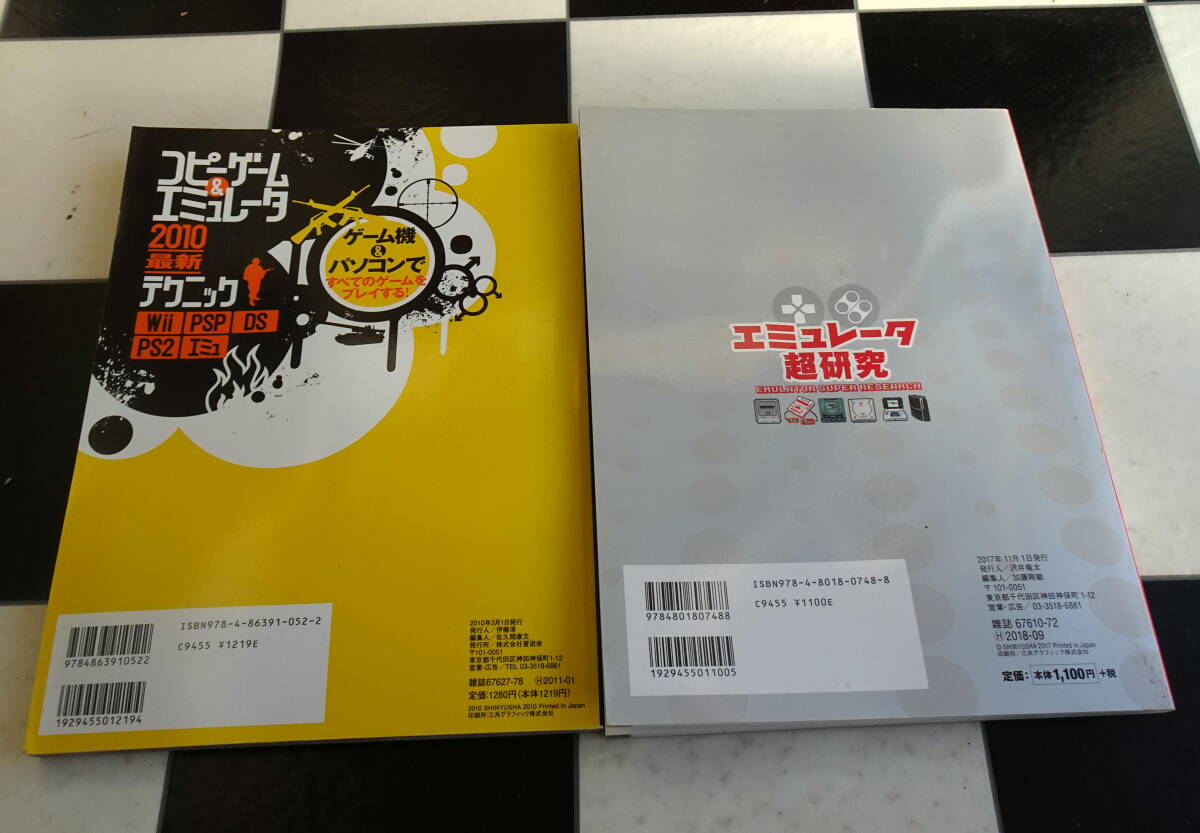 コピーゲーム
&
エミュレータ
2010
最新
テクニック
Wii PSP DS
PS2 エミュ
ゲーム機
&
パソコンで
すべてのゲームを
プレイする!
ISBN978-4-86391-052-2
C9455 ¥1219E
9784863910522
1929455012194
2010年3月1日発行
発行人/伊藤淳
編集人/佐久間康文
発行所/株式会社晋遊舎
〒101-0051
東京都千代田区神田神保町1-12
営業・広告/TEL 03-3518-6861
雑誌67627-78 Ⓗ2011-01
定価:1280円(本体1219円)
2010 SHINYUSHA 2010 Printed in Japan
印刷所:三共グラフィック株式会社
エミュレータ
超研究
EMULATOR SUPER RESEARCH
ISBN978-4-8018-0748-8
C9455 ¥1100E
9784801807488
1929455011005
2017年11月1日発行
発行人/沢井竜太
編集人/加藤剛敏
〒101-0051
東京都千代田区神田神保町1-12
営業・広告/03-3518-6861
雑誌 67610-72
Ⓗ2018-09
© SHINYUSHA 2017 Printed in Japan
印刷所/三共グラフィック株式会社
定価:本体1,100円+税